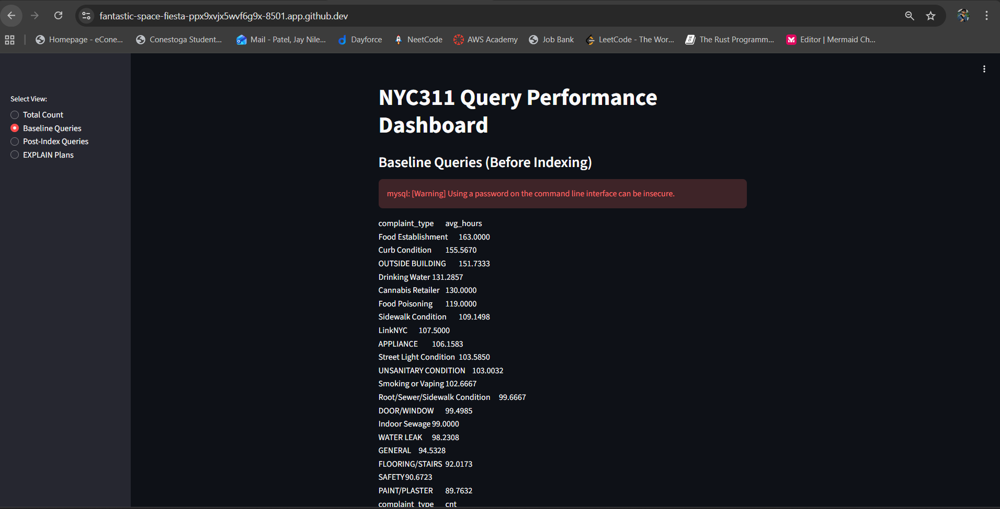 fantastic-space-fiesta-ppx9xvjx5wvf6g9x-8501.app.github.dev
Homepage - eCone... Conestoga Student... Mail - Patel, Jay Nile... Dayforce NeetCode AWS Academy Job Bank LeetCode - The Wor... The Rust Programm... Editor | Mermaid Ch...
Select View:
Total Count
Baseline Queries
Post-Index Queries
EXPLAIN Plans
NYC311 Query Performance
Dashboard
Baseline Queries (Before Indexing)
mysql: [Warning] Using a password on the command line interface can be insecure.
complaint_type avg_hours
Food Establishment 163.0000
Curb Condition 155.5670
OUTSIDE BUILDING 151.7333
Drinking Water 131.2857
Cannabis Retailer 130.0000
Food Poisoning 119.0000
Sidewalk Condition 109.1498
LinkNYC 107.5000
APPLIANCE 106.1583
Street Light Condition 103.5850
UNSANITARY CONDITION 103.0032
Smoking or Vaping 102.6667
Root/Sewer/Sidewalk Condition 99.6667
DOOR/WINDOW 99.4985
Indoor Sewage 99.0000
WATER LEAK 98.2308
GENERAL 94.5328
FLOORING/STAIRS 92.0173
SAFETY 90.6723
PAINT/PLASTER 89.7632
complaint_type cnt